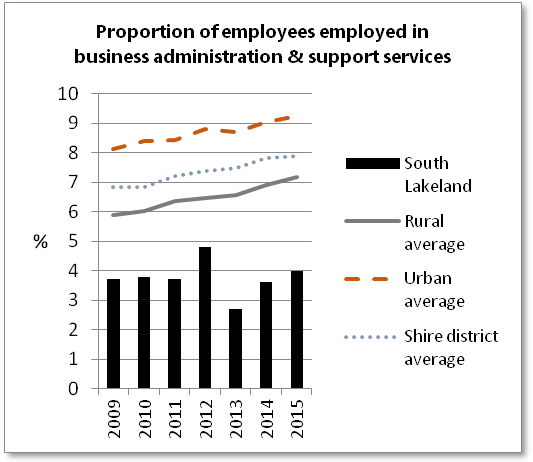 Proportion of employees employed in
business administration & support services
10
9
8
7
6
5
4
3
2
1
0
%
2009
2010
2011
2012
2013
2014
2015
South
Lakeland
Rural
average
Urban
average
Shire district
average